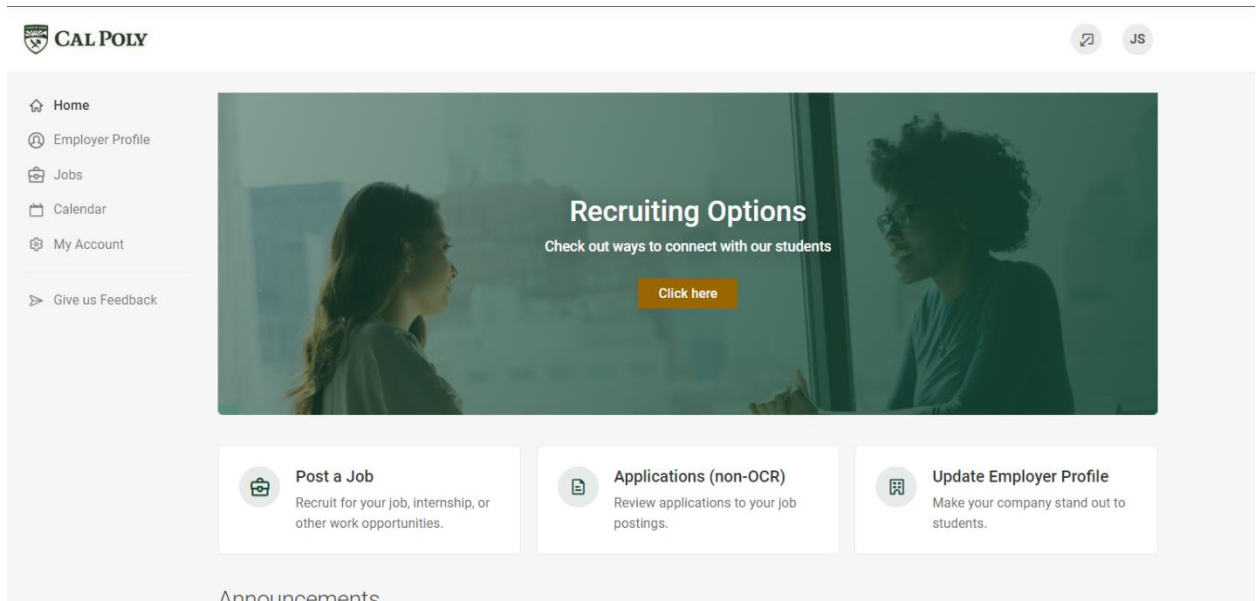 CAL POLY
JS
Home
Employer Profile
Jobs
Calendar
My Account
Give us Feedback
Recruiting Options
Check out ways to connect with our students
Click here
Post a Job
Recruit for your job, internship, or
other work opportunities.
Applications (non-OCR)
Review applications to your job
postings.
Update Employer Profile
Make your company stand out to
students.
Announcements